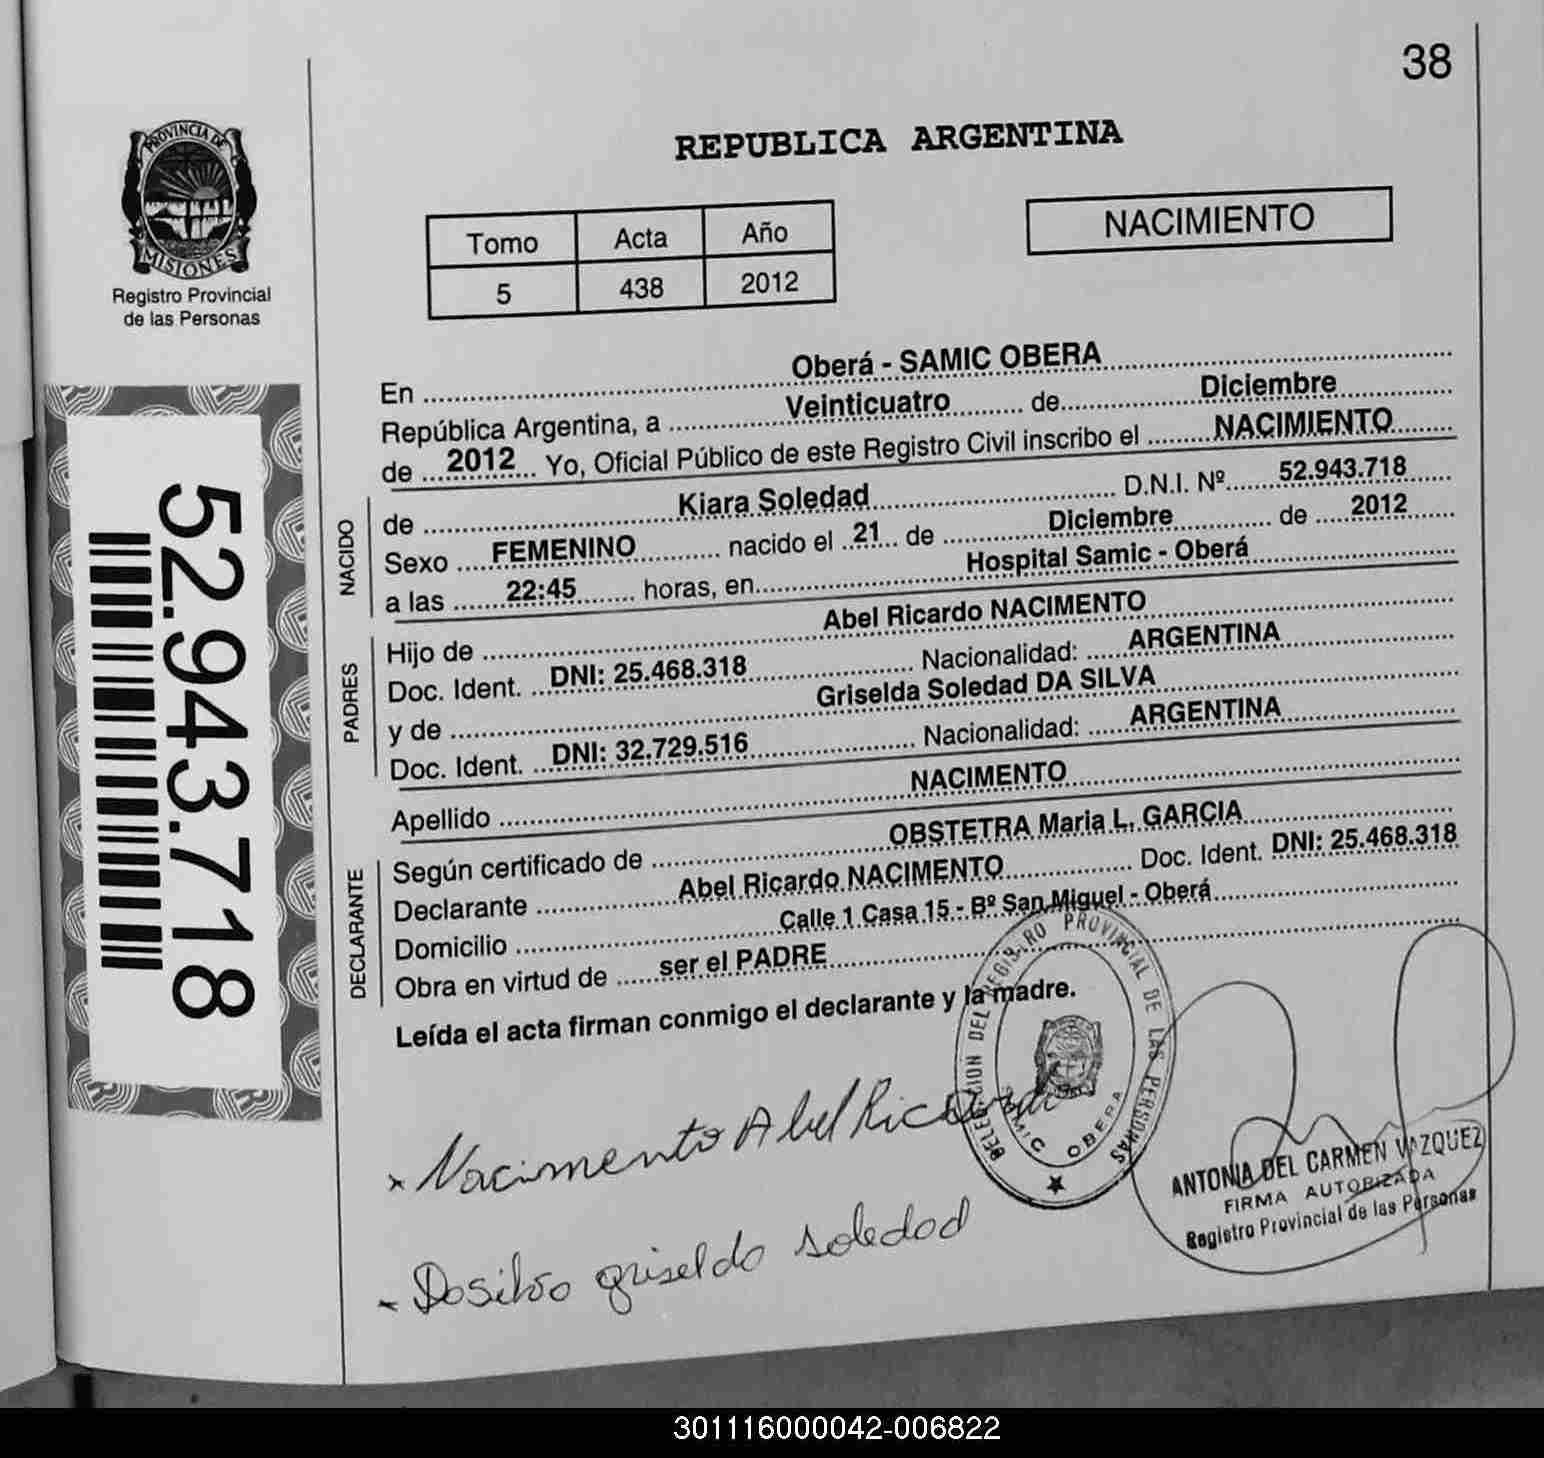 38
REPUBLICA ARGENTINA
PROVINCIA DE
MISIONES
Registro Provincial
de las Personas
Tomo Acta Año
5 438 2012
NACIMIENTO
52.943.718
En Oberá - SAMIC OBERA
República Argentina, a Veinticuatro de Diciembre
de 2012 Yo, Oficial Público de este Registro Civil inscribo el NACIMIENTO
NACIDO
de Kiara Soledad D.N.I. Nº 52.943.718
Sexo FEMENINO nacido el 21 de Diciembre de 2012
a las 22:45 horas, en Hospital Samic - Oberá
PADRES
Hijo de Abel Ricardo NACIMENTO
Doc. Ident. DNI: 25.468.318 Nacionalidad: ARGENTINA
y de Griselda Soledad DA SILVA
Doc. Ident. DNI: 32.729.516 Nacionalidad: ARGENTINA
Apellido NACIMENTO
DECLARANTE
Según certificado de OBSTETRA Maria L. GARCIA
Declarante Abel Ricardo NACIMENTO Doc. Ident. DNI: 25.468.318
Domicilio Calle 1 Casa 15 - Bº San Miguel - Oberá
Obra en virtud de ser el PADRE
Leída el acta firman conmigo el declarante y la madre.
DELEGACION DEL REGISTRO PROVINCIAL DE LAS PERSONAS
SAMIC OBERA
x Nacimento Abel Ricardo
x Dasilva griselda soledad
ANTONIA DEL CARMEN VAZQUEZ
FIRMA AUTORIZADA
Registro Provincial de las Personas
301116000042-006822